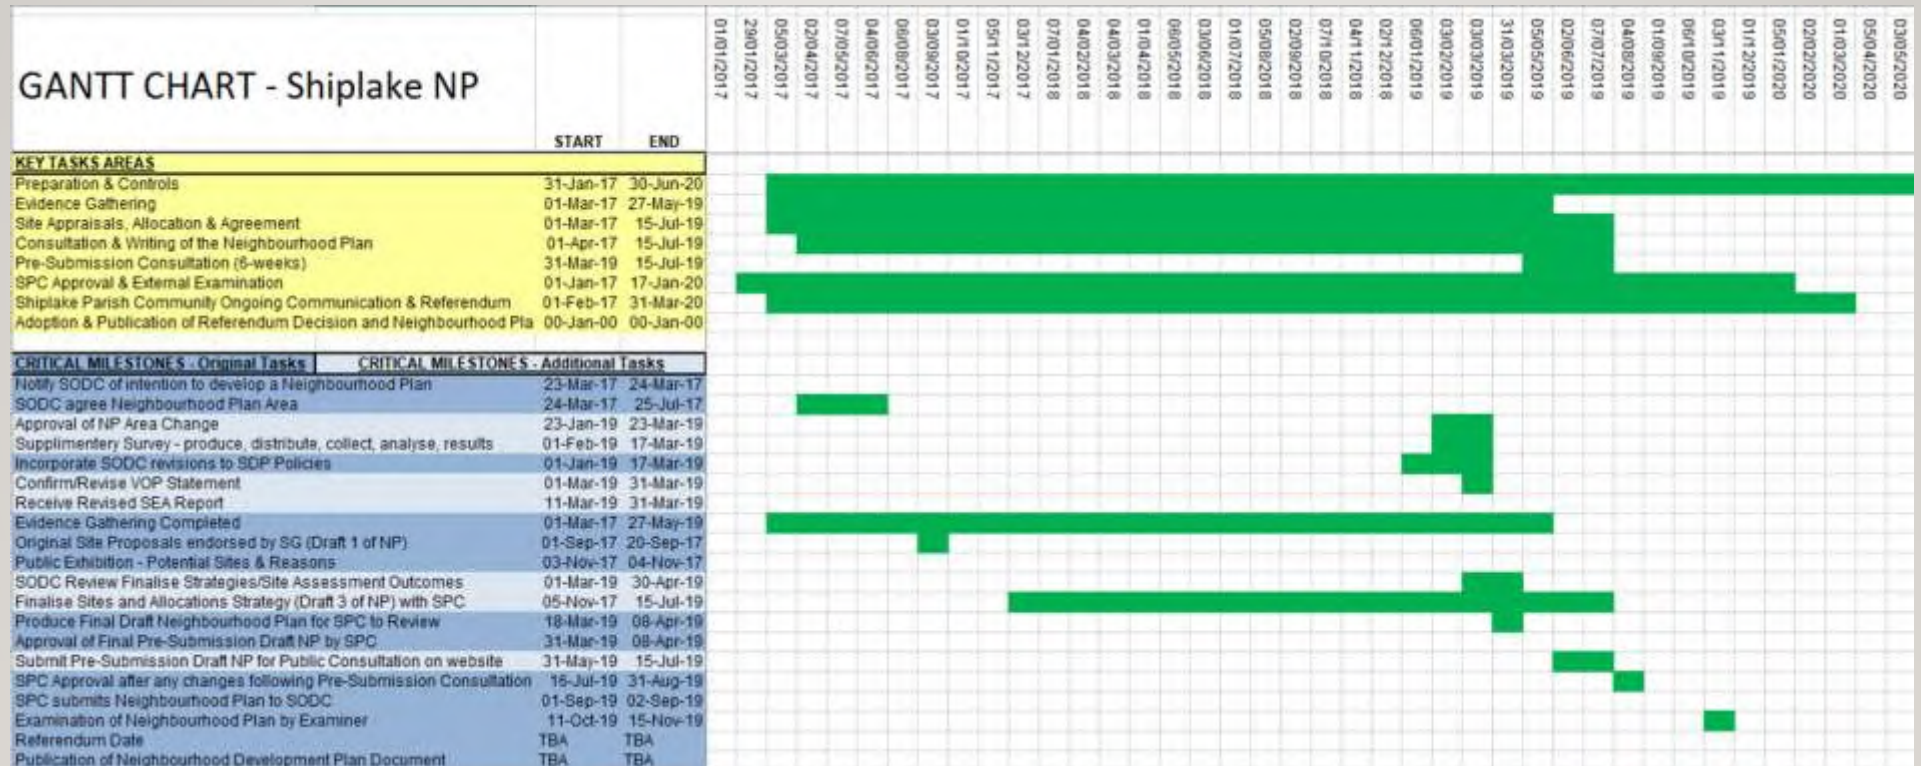 01/01/2017 29/01/2017 05/03/2017 02/04/2017 07/05/2017 04/06/2017 06/08/2017 03/09/2017 01/10/2017 05/11/2017 03/12/2017 07/01/2018 04/02/2018 04/03/2018 01/04/2018 06/05/2018 03/06/2018 01/07/2018 05/08/2018 02/09/2018 07/10/2018 04/11/2018 02/12/2018 06/01/2019 03/02/2019 03/03/2019 31/03/2019 05/05/2019 02/06/2019 07/07/2019 04/08/2019 01/09/2019 06/10/2019 03/11/2019 01/12/2019 05/01/2020 02/02/2020 01/03/2020 05/04/2020 03/05/2020
GANTT CHART - Shiplake NP
START END
KEY TASKS AREAS
Preparation & Controls 31-Jan-17 30-Jun-20
Evidence Gathering 01-Mar-17 27-May-19
Site Appraisals, Allocation & Agreement 01-Mar-17 15-Jul-19
Consultation & Writing of the Neighbourhood Plan 01-Apr-17 15-Jul-19
Pre-Submission Consultation (6-weeks) 31-Mar-19 15-Jul-19
SPC Approval & External Examination 01-Jan-17 17-Jan-20
Shiplake Parish Community Ongoing Communication & Referendum 01-Feb-17 31-Mar-20
Adoption & Publication of Referendum Decision and Neighbourhood Pla 00-Jan-00 00-Jan-00
CRITICAL MILESTONES - Original Tasks CRITICAL MILESTONES - Additional Tasks
Notify SODC of intention to develop a Neighbourhood Plan 23-Mar-17 24-Mar-17
SODC agree Neighbourhood Plan Area 24-Mar-17 25-Jul-17
Approval of NP Area Change 23-Jan-19 23-Mar-19
Supplimentery Survey - produce, distribute, collect, analyse, results 01-Feb-19 17-Mar-19
Incorporate SODC revisions to SDP Policies 01-Jan-19 17-Mar-19
Confirm/Revise VOP Statement 01-Mar-19 31-Mar-19
Receive Revised SEA Report 11-Mar-19 31-Mar-19
Evidence Gathering Completed 01-Mar-17 27-May-19
Original Site Proposals endorsed by SG (Draft 1 of NP) 01-Sep-17 20-Sep-17
Public Exhibition - Potential Sites & Reasons 03-Nov-17 04-Nov-17
SODC Review Finalise Strategies/Site Assessment Outcomes 01-Mar-19 30-Apr-19
Finalise Sites and Allocations Strategy (Draft 3 of NP) with SPC 05-Nov-17 15-Jul-19
Produce Final Draft Neighbourhood Plan for SPC to Review 18-Mar-19 08-Apr-19
Approval of Final Pre-Submission Draft NP by SPC 31-Mar-19 08-Apr-19
Submit Pre-Submission Draft NP for Public Consultation on website 31-May-19 15-Jul-19
SPC Approval after any changes following Pre-Submission Consultation 16-Jul-19 31-Aug-19
SPC submits Neighbourhood Plan to SODC 01-Sep-19 02-Sep-19
Examination of Neighbourhood Plan by Examiner 11-Oct-19 15-Nov-19
Referendum Date TBA TBA
Publication of Neighbourhood Development Plan Document TBA TBA